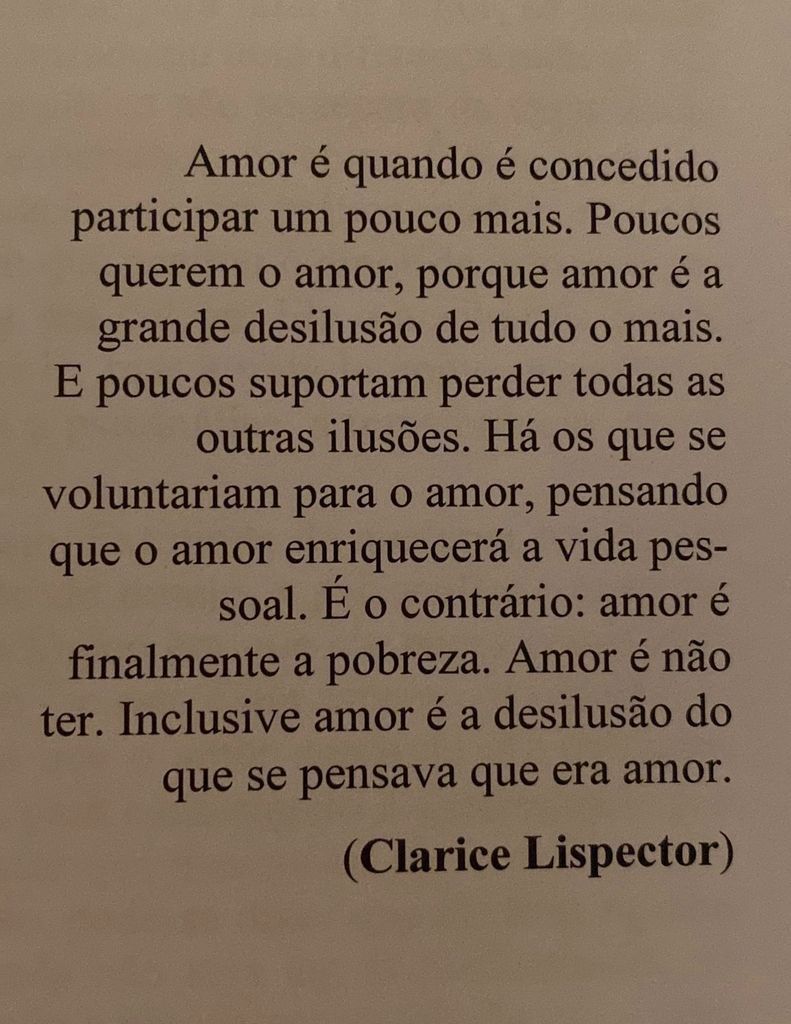 Amor é quando é concedido
participar um pouco mais. Poucos
querem o amor, porque amor é a
grande desilusão de tudo o mais.
E poucos suportam perder todas as
outras ilusões. Há os que se
voluntariam para o amor, pensando
que o amor enriquecerá a vida pes-
soal. É o contrário: amor é
finalmente a pobreza. Amor é não
ter. Inclusive amor é a desilusão do
que se pensava que era amor.
(Clarice Lispector)